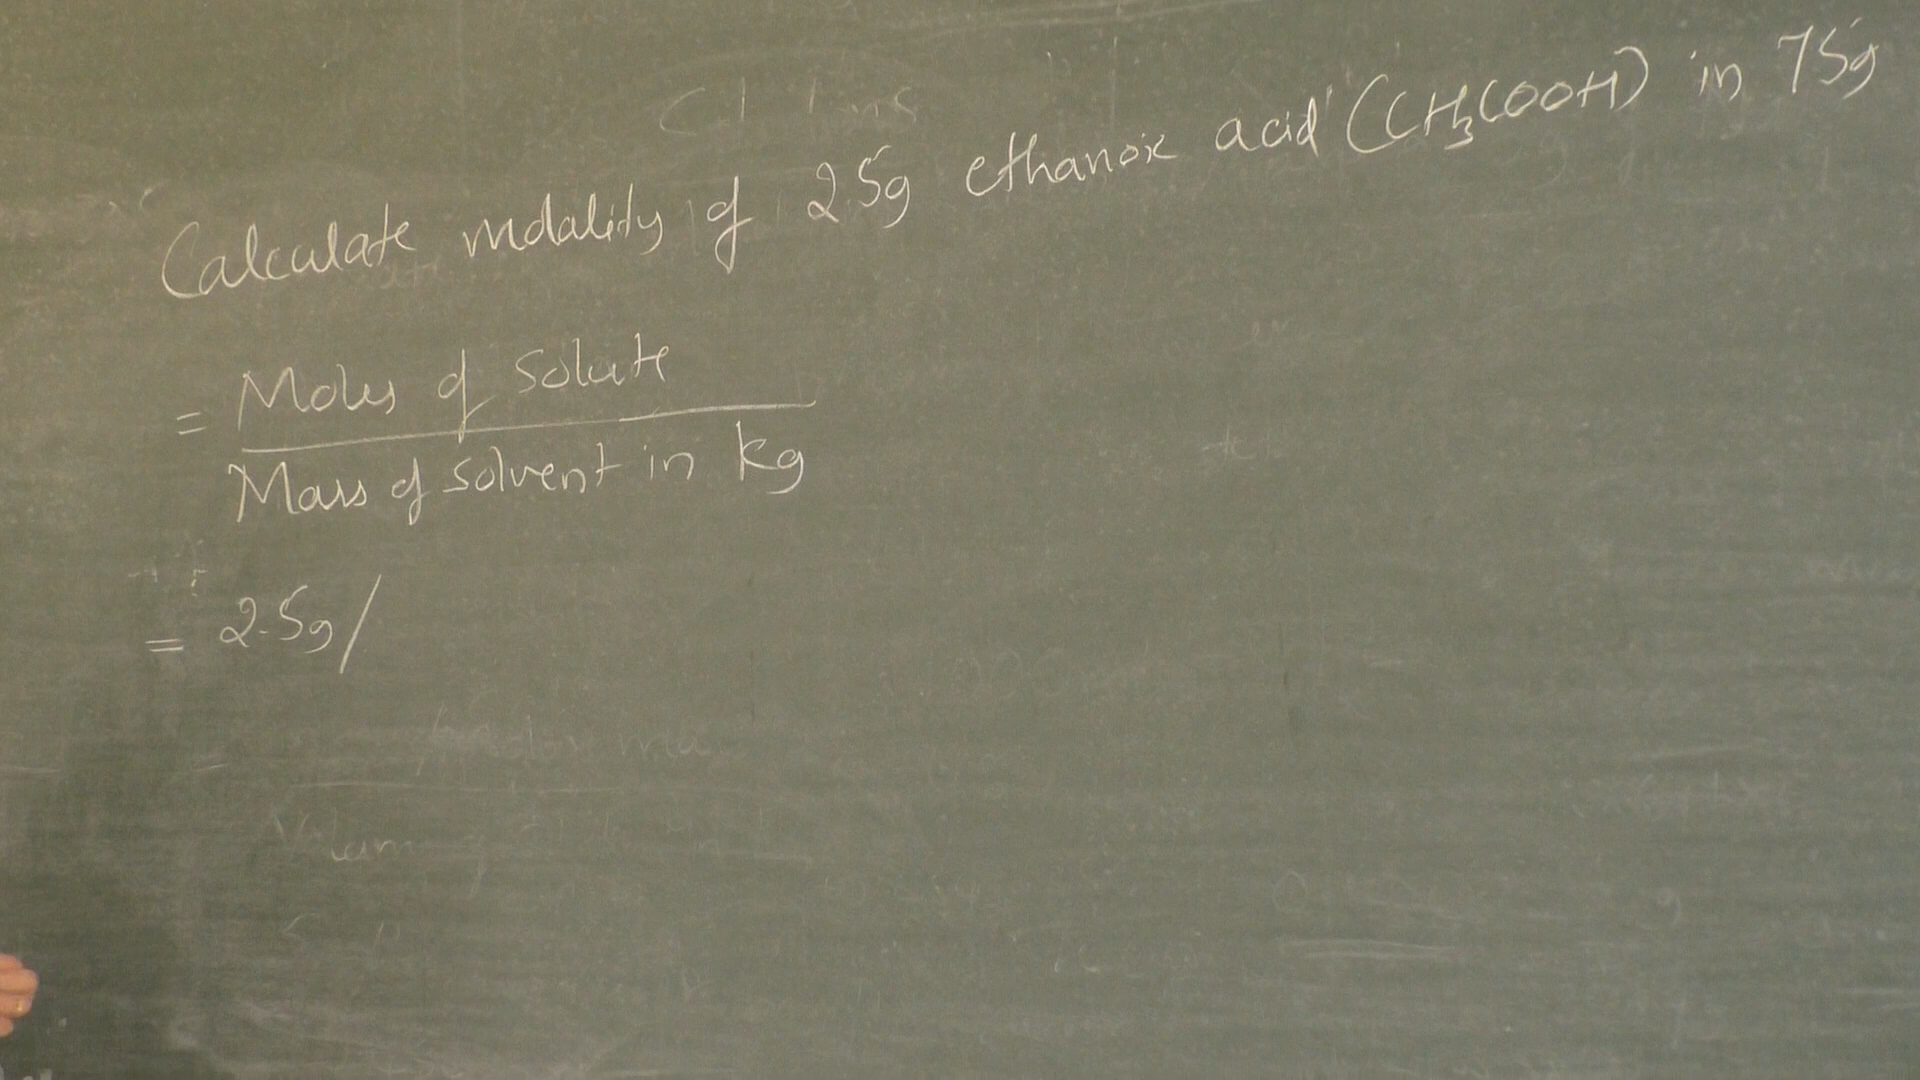 Calculate molality of 2.5g ethanoic acid (CH3COOH) in 75g
= Moles of solute
Mass of solvent in kg
= 2.5g/